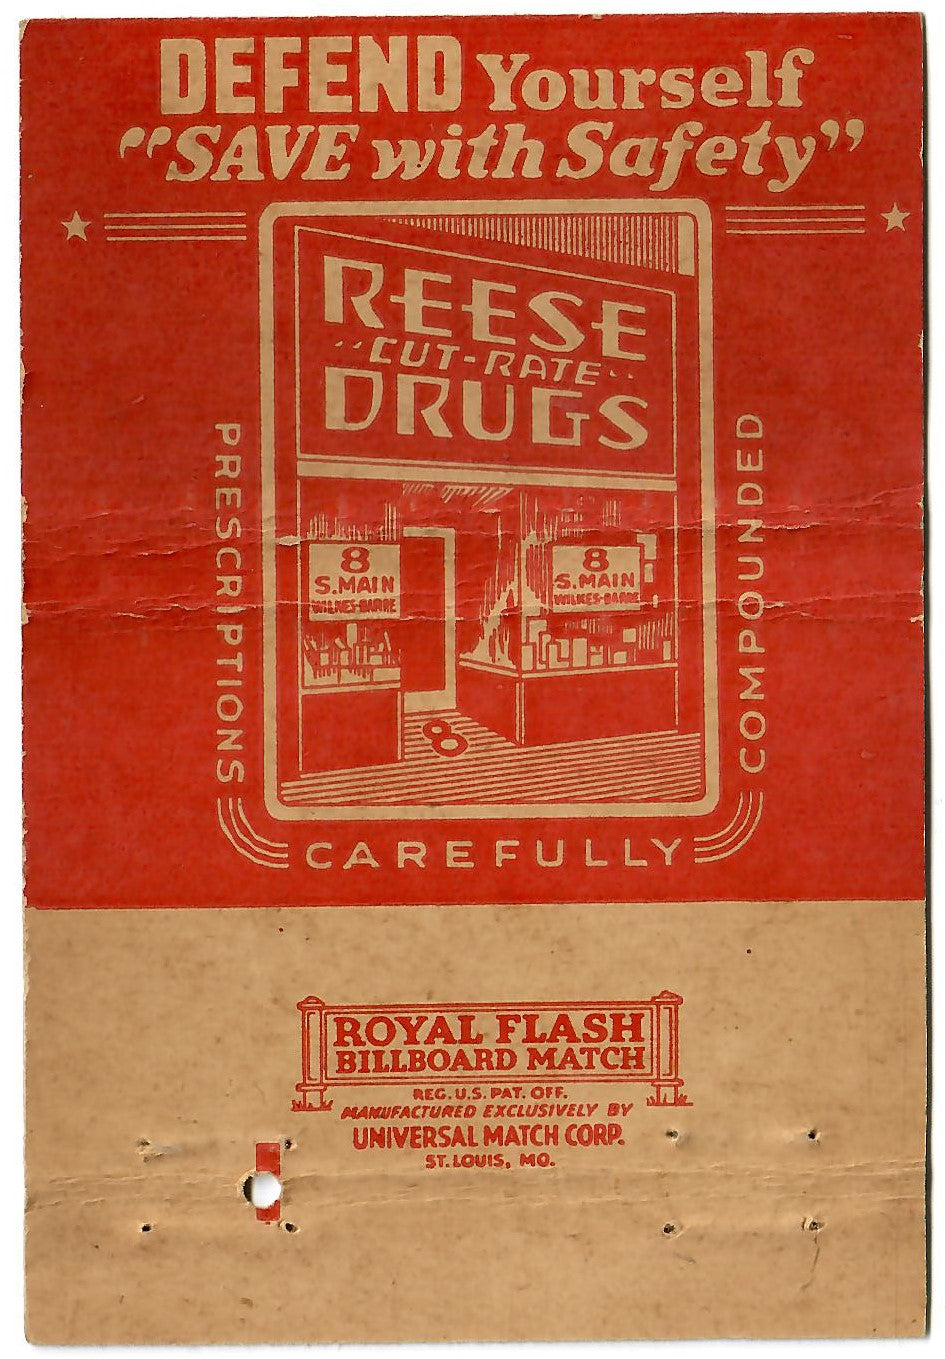 DEFEND Yourself
"SAVE with Safety"
REESE
"CUT-RATE"
DRUGS
8
S. MAIN
WILKES-BARRE
8
S. MAIN
WILKES-BARRE
8
PRESCRIPTIONS
CAREFULLY
COMPOUNDED
ROYAL FLASH
BILLBOARD MATCH
REG. U.S. PAT. OFF.
MANUFACTURED EXCLUSIVELY BY
UNIVERSAL MATCH CORP.
ST. LOUIS, MO.